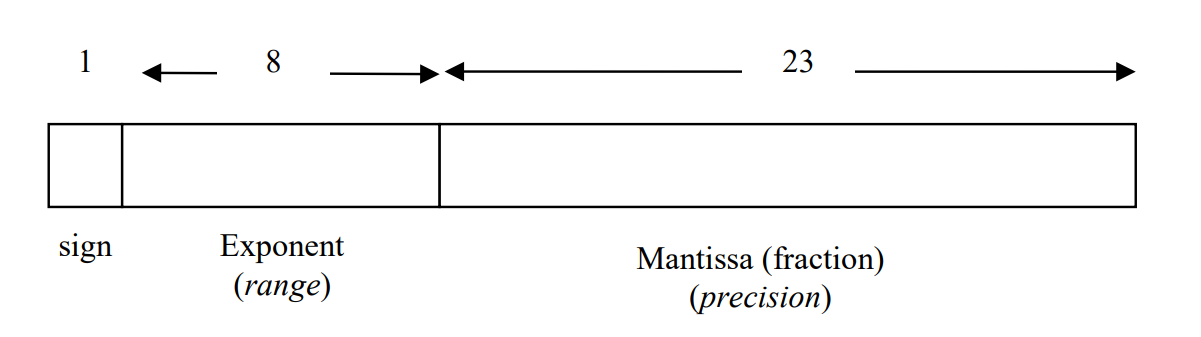 1 8 23
sign
Exponent
(range)
Mantissa (fraction)
(precision)